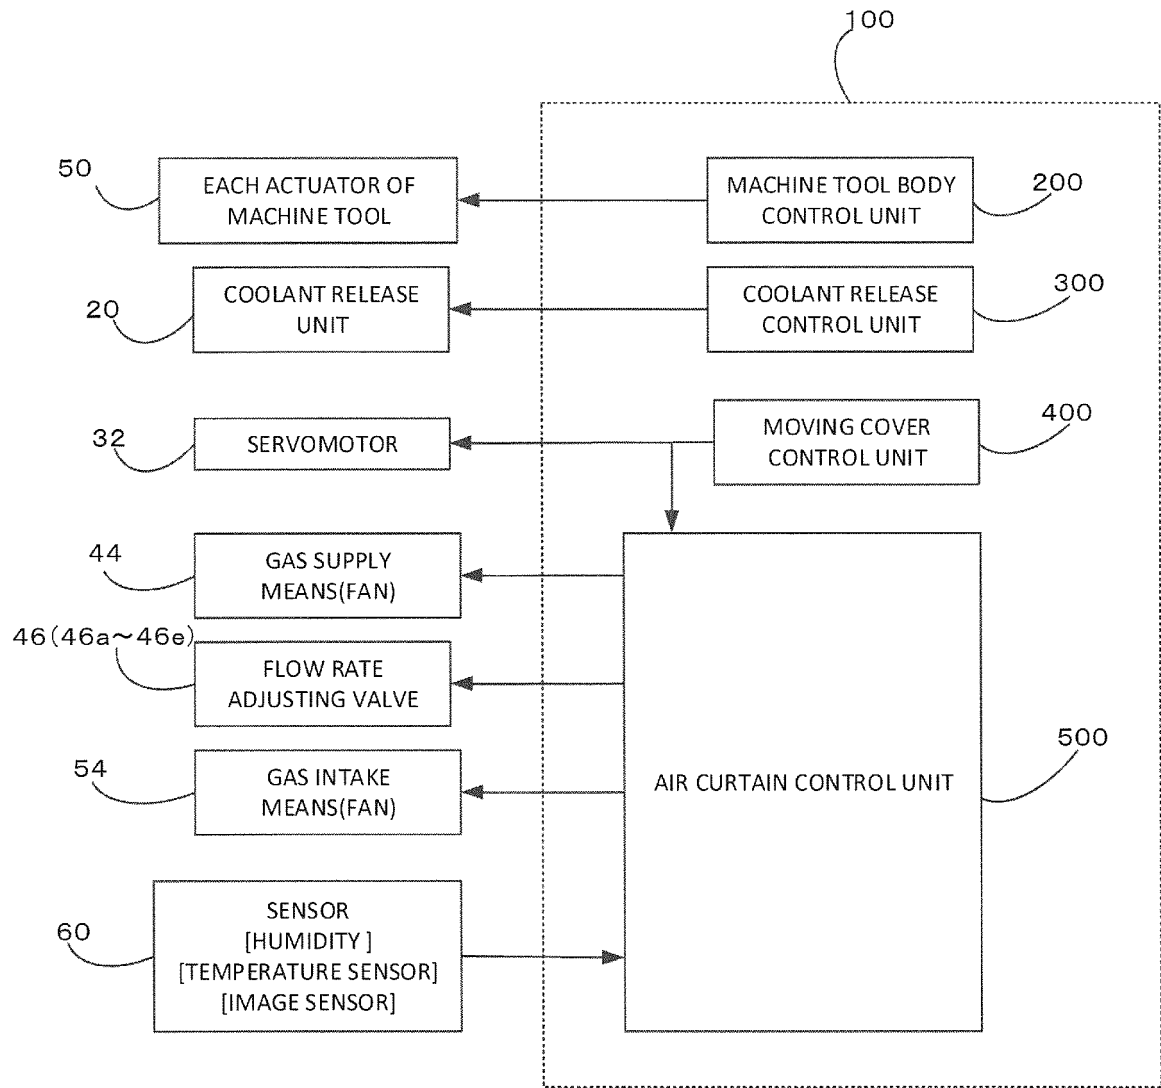 100
50
EACH ACTUATOR OF
MACHINE TOOL
MACHINE TOOL BODY
CONTROL UNIT
200
20
COOLANT RELEASE
UNIT
COOLANT RELEASE
CONTROL UNIT
300
32
SERVOMOTOR
MOVING COVER
CONTROL UNIT
400
44
GAS SUPPLY
MEANS(FAN)
46(46a~46e)
FLOW RATE
ADJUSTING VALVE
54
GAS INTAKE
MEANS(FAN)
AIR CURTAIN CONTROL UNIT
500
60
SENSOR
[HUMIDITY ]
[TEMPERATURE SENSOR]
[IMAGE SENSOR]